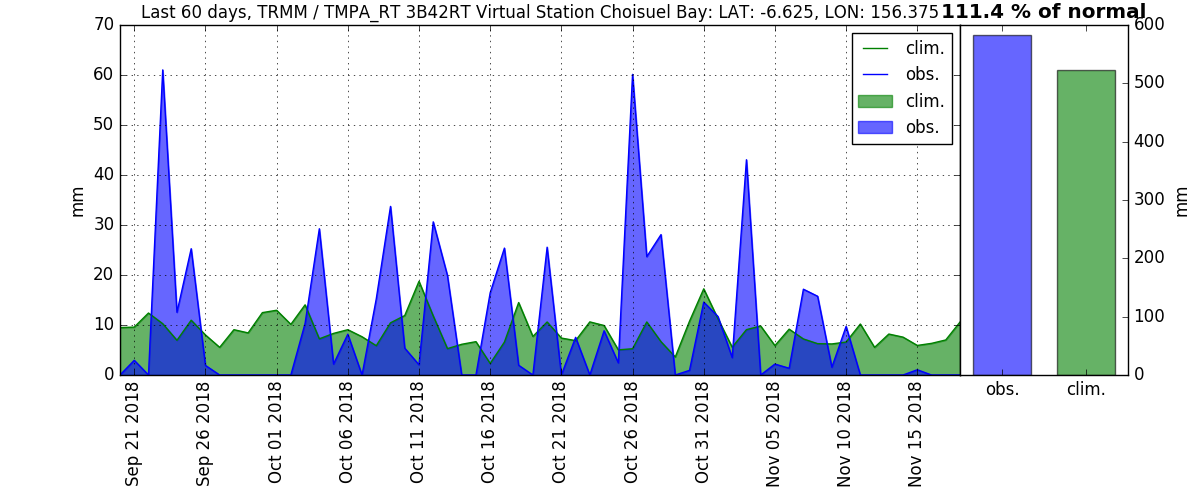 Last 60 days, TRMM / TMPA_RT 3B42RT Virtual Station Choisuel Bay: LAT: -6.625, LON: 156.375
111.4 % of normal
70
60
50
40
30
20
10
0
mm
clim.
obs.
clim.
obs.
Sep 21 2018
Sep 26 2018
Oct 01 2018
Oct 06 2018
Oct 11 2018
Oct 16 2018
Oct 21 2018
Oct 26 2018
Oct 31 2018
Nov 05 2018
Nov 10 2018
Nov 15 2018
600
500
400
300
200
100
0
mm
obs.
clim.